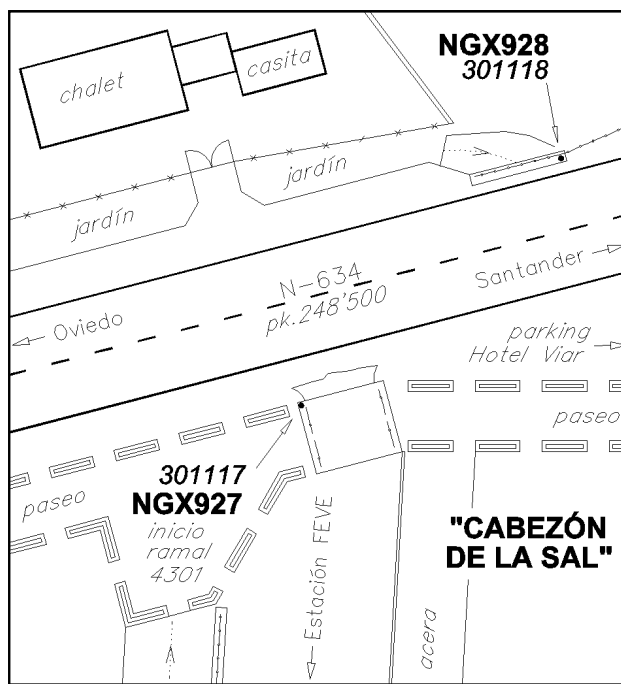 NGX928
301118
chalet
casita
jardín
jardín
N-634
pk.248'500
Santander
Oviedo
parking
Hotel Viar
paseo
301117
NGX927
paseo
inicio
ramal
4301
Estación FEVE
"CABEZÓN
DE LA SAL"
acera